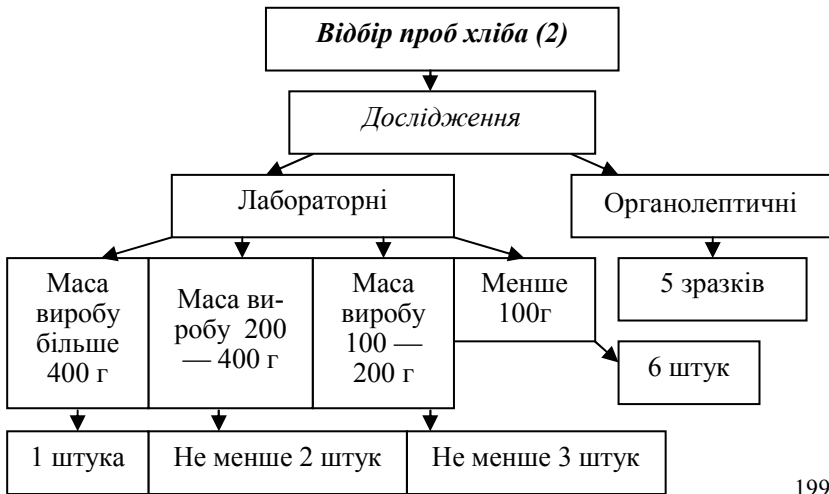 Відбір проб хліба (2)
Дослідження
Лабораторні
Органолептичні
Маса
виробу
більше
400 г
Маса ви-
робу 200
— 400 г
Маса
виробу
100 —
200 г
Менше
100г
5 зразків
6 штук
1 штука
Не менше 2 штук
Не менше 3 штук
199